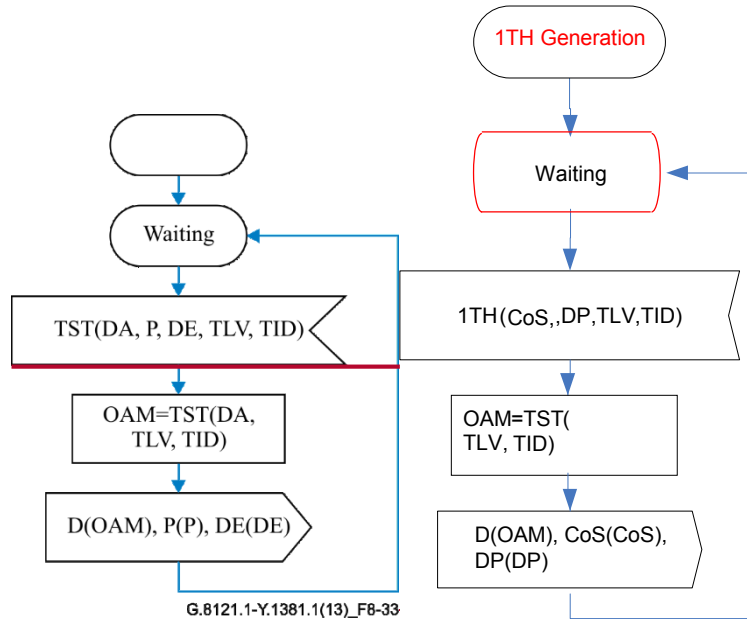 Waiting
TST(DA, P, DE, TLV, TID)
OAM=TST(DA,
TLV, TID)
D(OAM), P(P), DE(DE)
G.8121.1-Y.1381.1(13)_F8-33
1TH Generation
Waiting
1TH(CoS,,DP,TLV,TID)
OAM=TST(
TLV, TID)
D(OAM), CoS(CoS),
DP(DP)